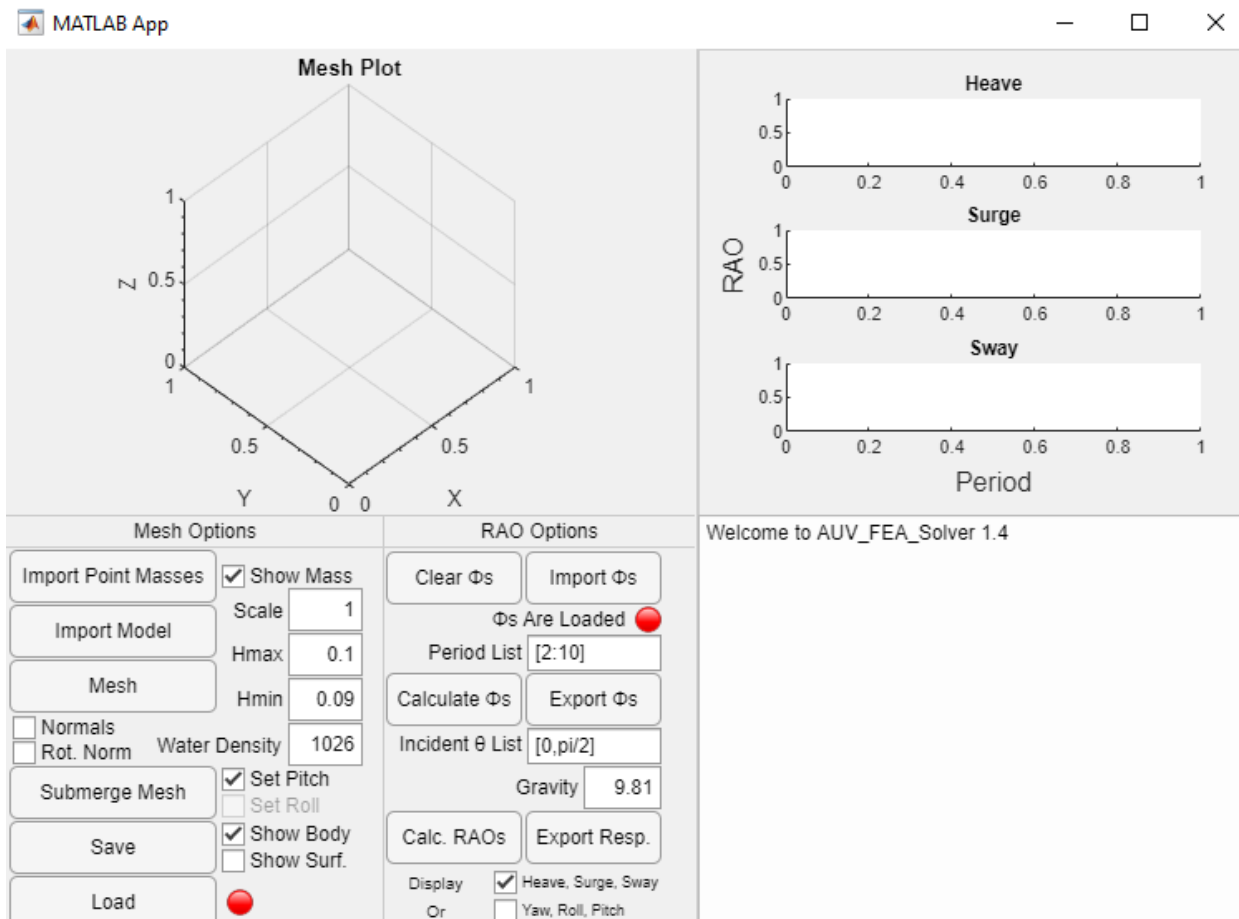 MATLAB App
Mesh Plot
1
0.5
0
Z
1
0.5
0
Y
0
0.5
1
X
Heave
1
0.5
0
0 0.2 0.4 0.6 0.8 1
Surge
1
0.5
0
0 0.2 0.4 0.6 0.8 1
RAO
Sway
1
0.5
0
0 0.2 0.4 0.6 0.8 1
Period
Mesh Options
Import Point Masses
Show Mass
Scale 1
Import Model
Hmax 0.1
Mesh
Hmin 0.09
Normals
Rot. Norm
Water Density 1026
Submerge Mesh
Set Pitch
Set Roll
Save
Show Body
Show Surf.
Load
RAO Options
Clear Φs
Import Φs
Φs Are Loaded
Period List [2:10]
Calculate Φs
Export Φs
Incident θ List [0,pi/2]
Gravity 9.81
Calc. RAOs
Export Resp.
Display
Heave, Surge, Sway
Or
Yaw, Roll, Pitch
Welcome to AUV_FEA_Solver 1.4